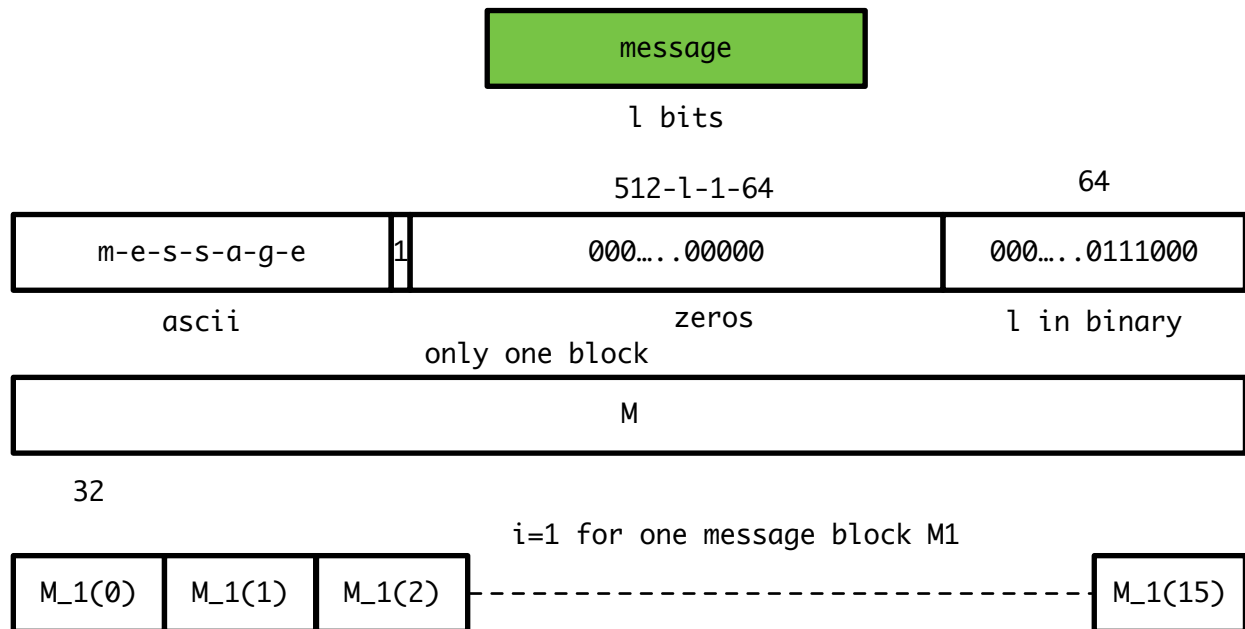 message
l bits
512-l-1-64 64
m-e-s-s-a-g-e 1 000…..00000 000…..0111000
ascii zeros l in binary
only one block
M
32
i=1 for one message block M1
M_1(0) M_1(1) M_1(2) M_1(15)